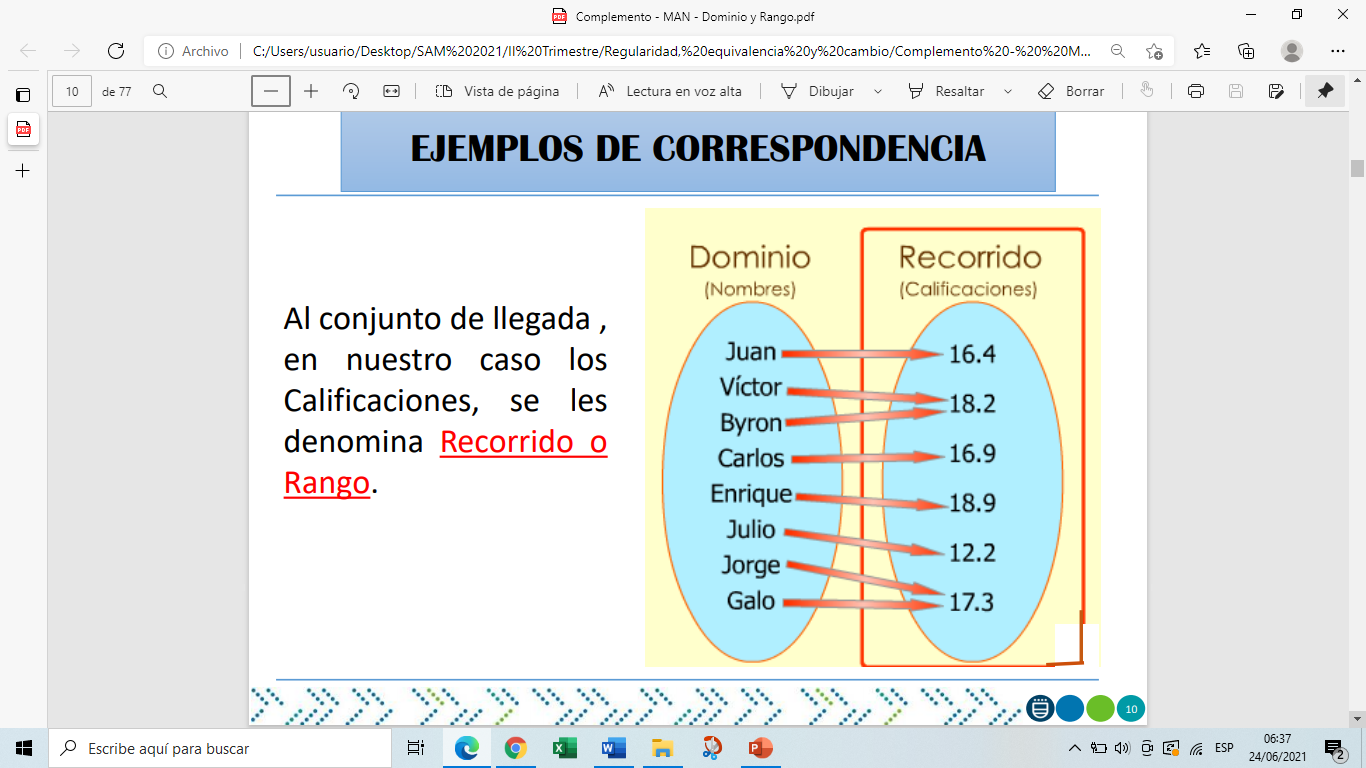 Complemento - MAN - Dominio y Rango.pdf
Archivo
C:/Users/usuario/Desktop/SAM%202021/II%20Trimestre/Regularidad,%20equivalencia%20y%20cambio/Complemento%20-%20%20M...
10
de 77
Vista de página
Lectura en voz alta
Dibujar
Resaltar
Borrar
EJEMPLOS DE CORRESPONDENCIA
Al conjunto de llegada ,
en nuestro caso los
Calificaciones, se les
denomina Recorrido o
Rango.
Dominio
(Nombres)
Juan
Víctor
Byron
Carlos
Enrique
Julio
Jorge
Galo
Recorrido
(Calificaciones)
16.4
18.2
16.9
18.9
12.2
17.3
10
Escribe aquí para buscar
ESP
06:37
24/06/2021
2